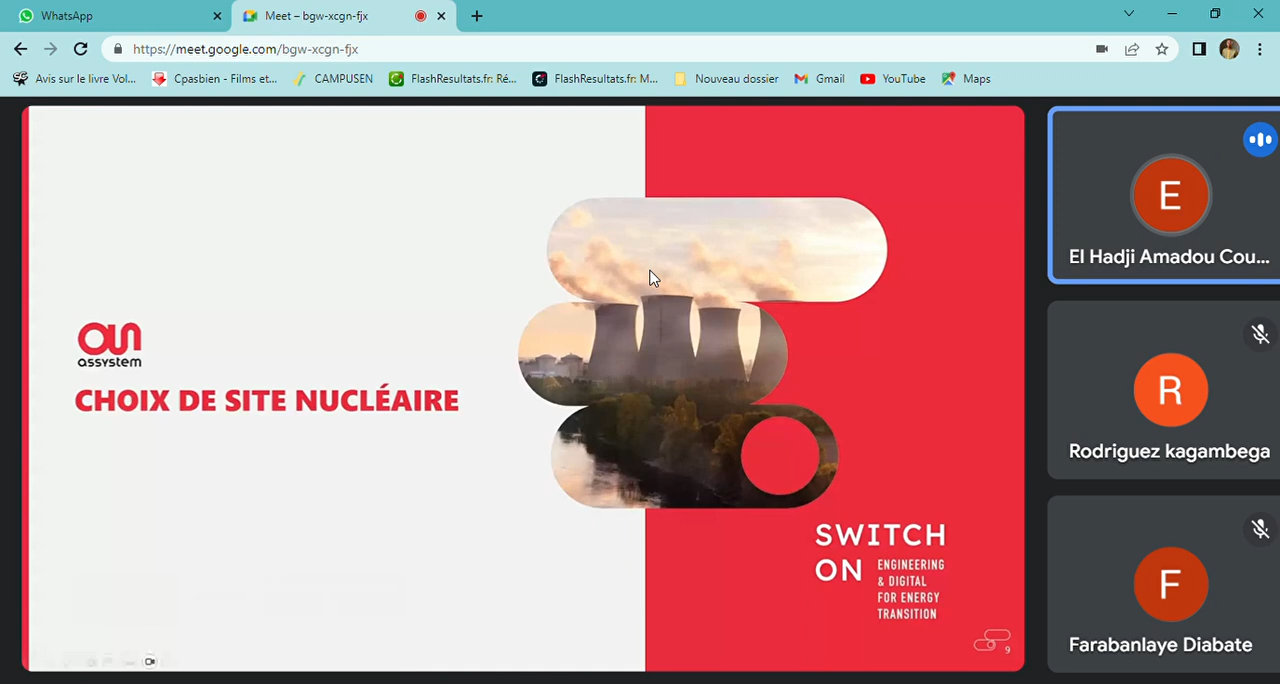 WhatsApp
Meet – bgw-xcgn-fjx
https://meet.google.com/bgw-xcgn-fjx
Avis sur le livre Vol...
Cpasbien - Films et...
CAMPUSEN
FlashResultats.fr: Ré...
FlashResultats.fr: M...
Nouveau dossier
Gmail
YouTube
Maps
assystem
CHOIX DE SITE NUCLÉAIRE
SWITCH
ON
ENGINEERING
& DIGITAL
FOR ENERGY
TRANSITION
9
E
El Hadji Amadou Cou...
R
Rodriguez kagambega
F
Farabanlaye Diabate